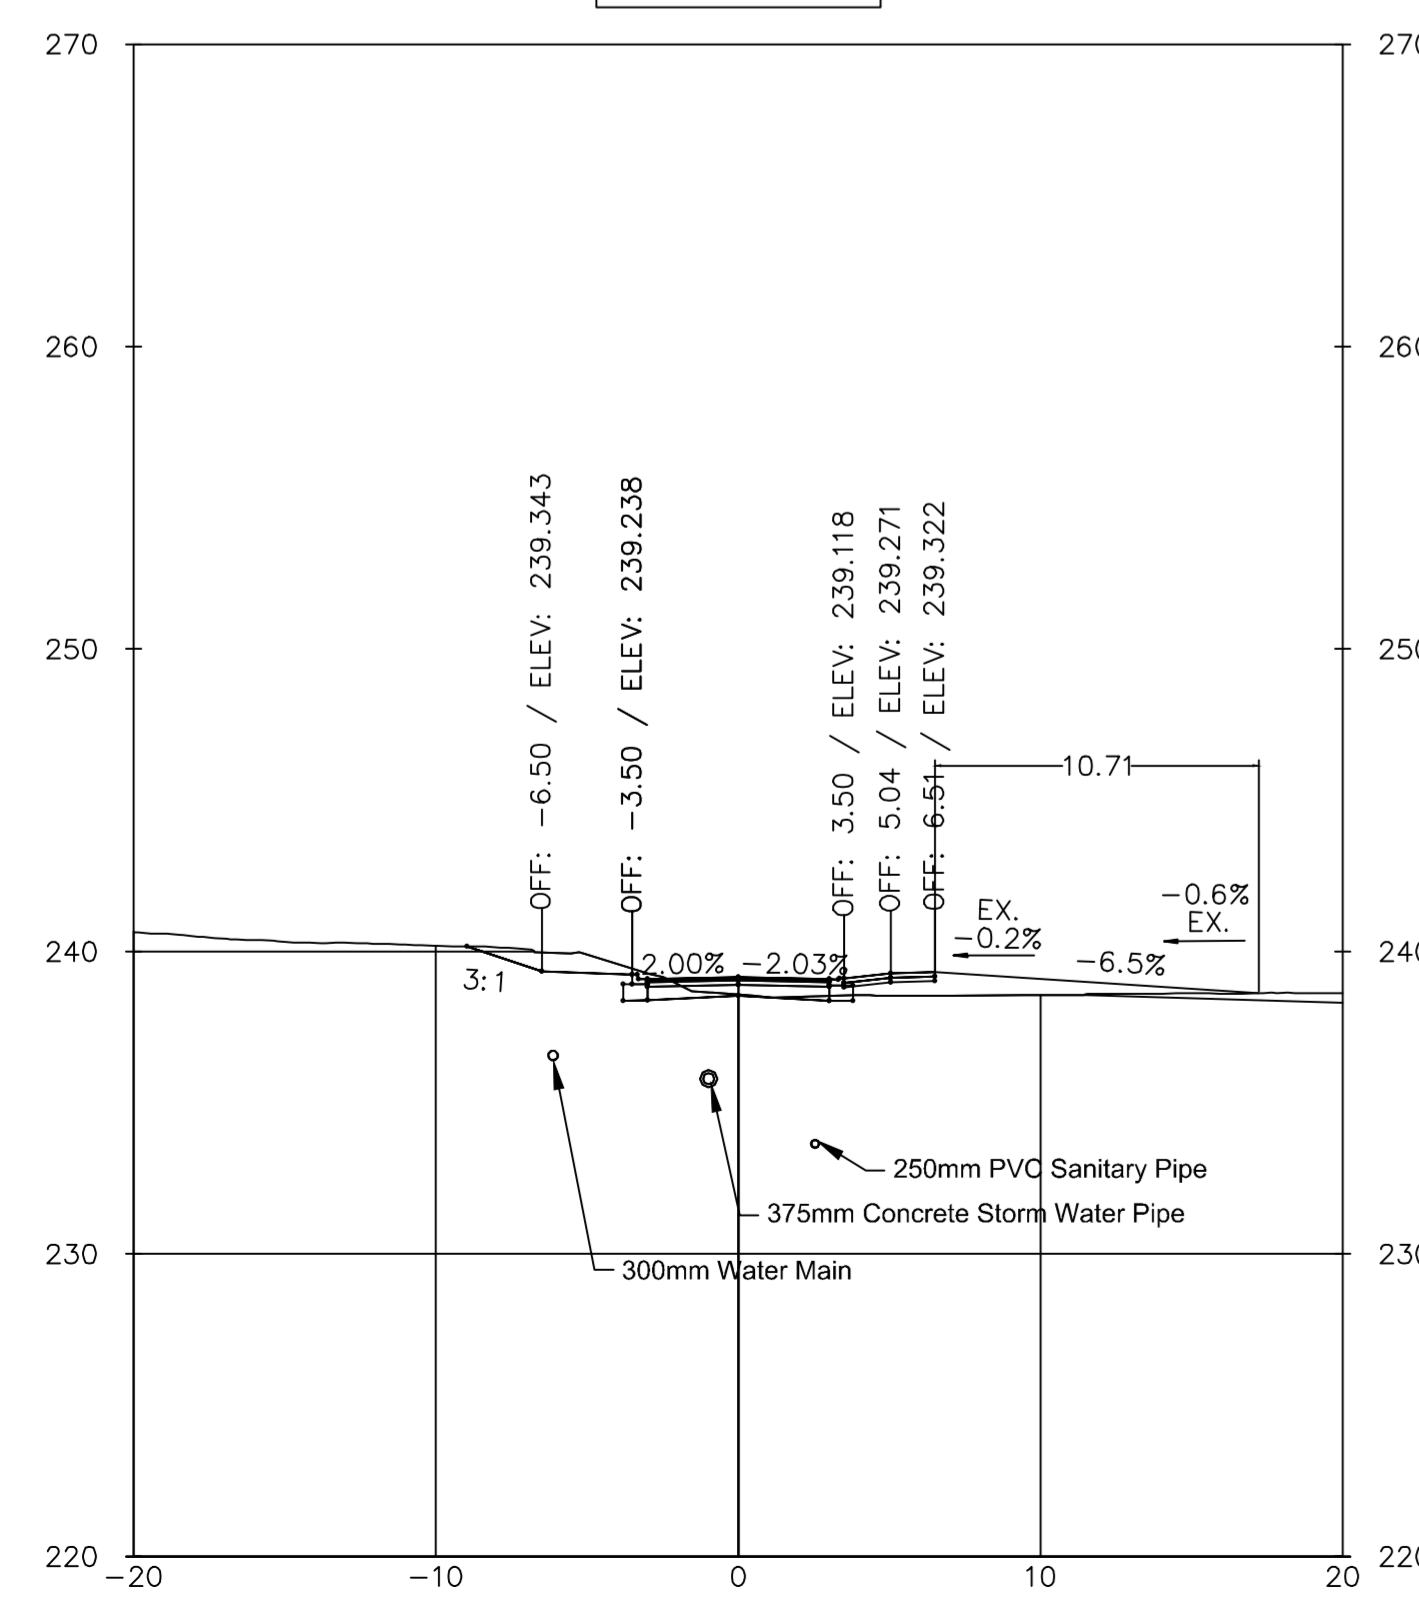 270
270
260
260
250
250
OFF: -6.50 / ELEV: 239.343
OFF: -3.50 / ELEV: 239.238
OFF: 3.50 / ELEV: 239.118
OFF: 5.04 / ELEV: 239.271
OFF: 6.51 / ELEV: 239.322
10.71
-0.6%
EX.
EX.
-0.2%
240
240
2.00%
-2.03%
-6.5%
3:1
250mm PVC Sanitary Pipe
375mm Concrete Storm Water Pipe
300mm Water Main
230
230
220
220
-20
-10
0
10
20